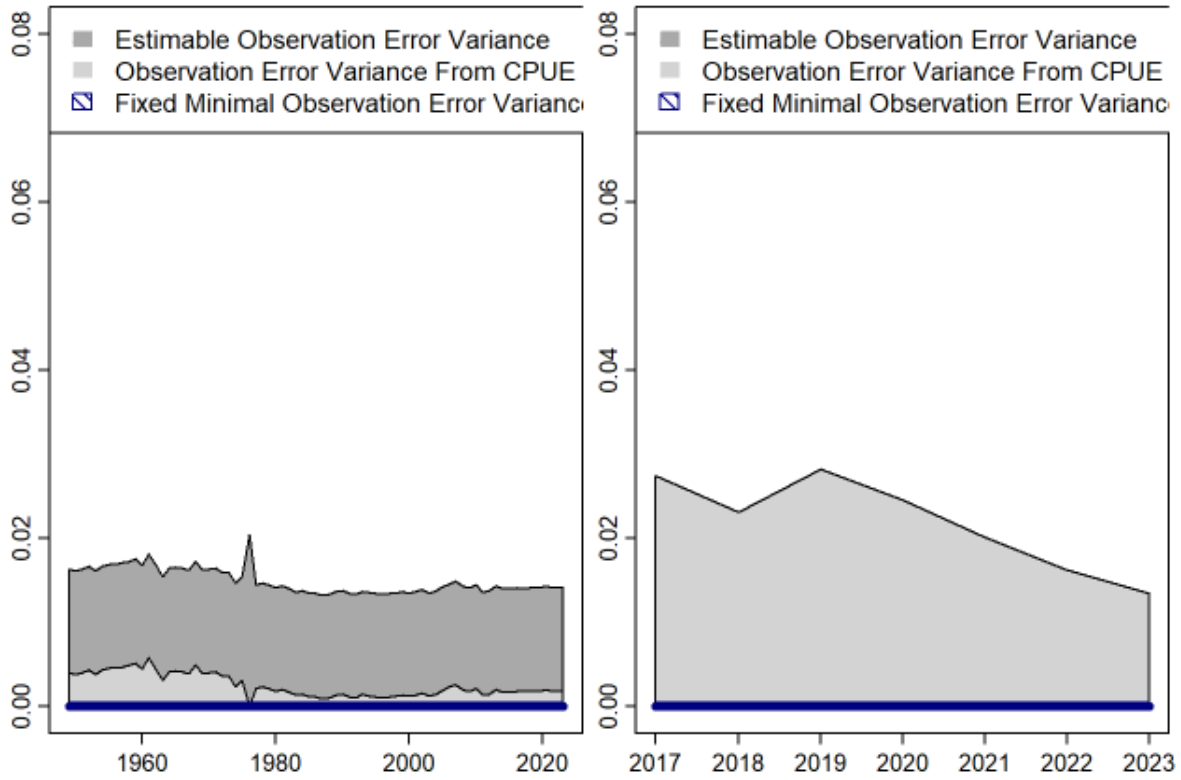 Estimable Observation Error Variance
Observation Error Variance From CPUE
Fixed Minimal Observation Error Varianc
0.08
0.06
0.04
0.02
0.00
1960 1980 2000 2020
Estimable Observation Error Variance
Observation Error Variance From CPUE
Fixed Minimal Observation Error Varianc
0.08
0.06
0.04
0.02
0.00
2017 2018 2019 2020 2021 2022 2023